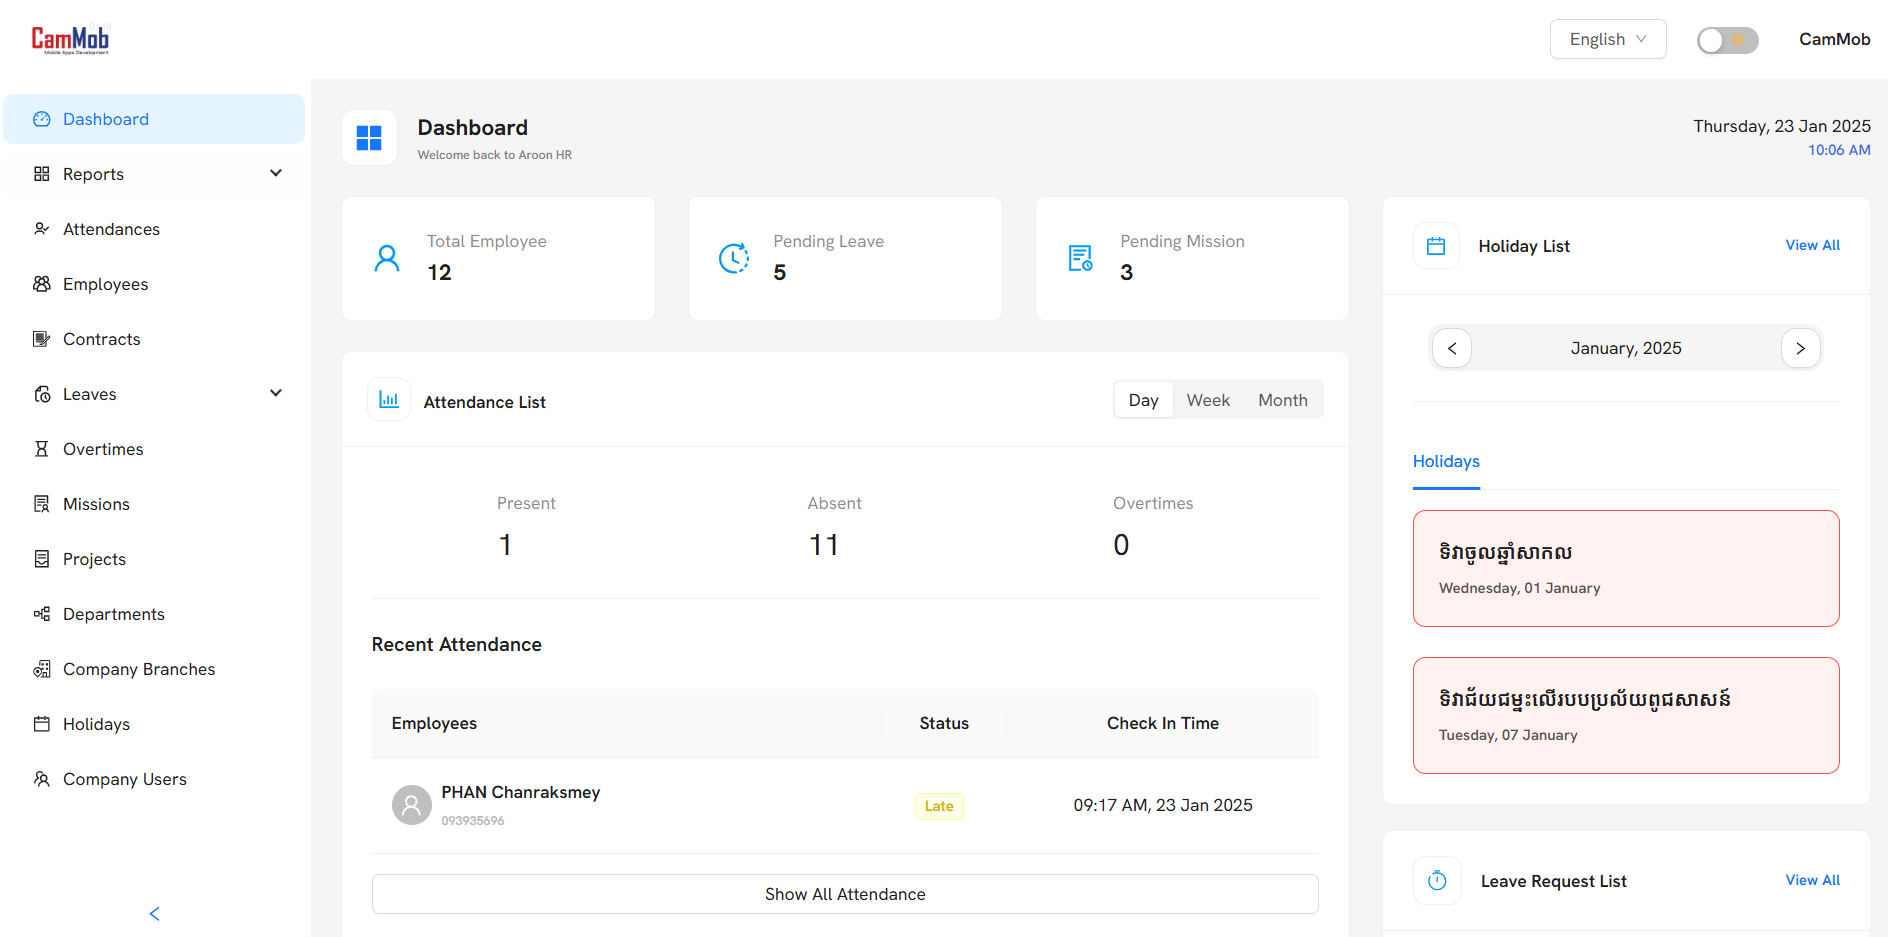 CamMob
Mobile Apps Development
English
CamMob
Dashboard
Reports
Attendances
Employees
Contracts
Leaves
Overtimes
Missions
Projects
Departments
Company Branches
Holidays
Company Users
Dashboard
Welcome back to Aroon HR
Thursday, 23 Jan 2025
10:06 AM
Total Employee
12
Pending Leave
5
Pending Mission
3
Attendance List
Day Week Month
Present Absent Overtimes
1 11 0
Recent Attendance
Employees Status Check In Time
PHAN Chanraksmey
093935696
Late
09:17 AM, 23 Jan 2025
Show All Attendance
Holiday List
View All
January, 2025
Holidays
ទិវាចូលឆ្នាំសាកល
Wednesday, 01 January
ទិវាជ័យជម្នះលើរបបប្រល័យពូជសាសន៍
Tuesday, 07 January
Leave Request List
View All